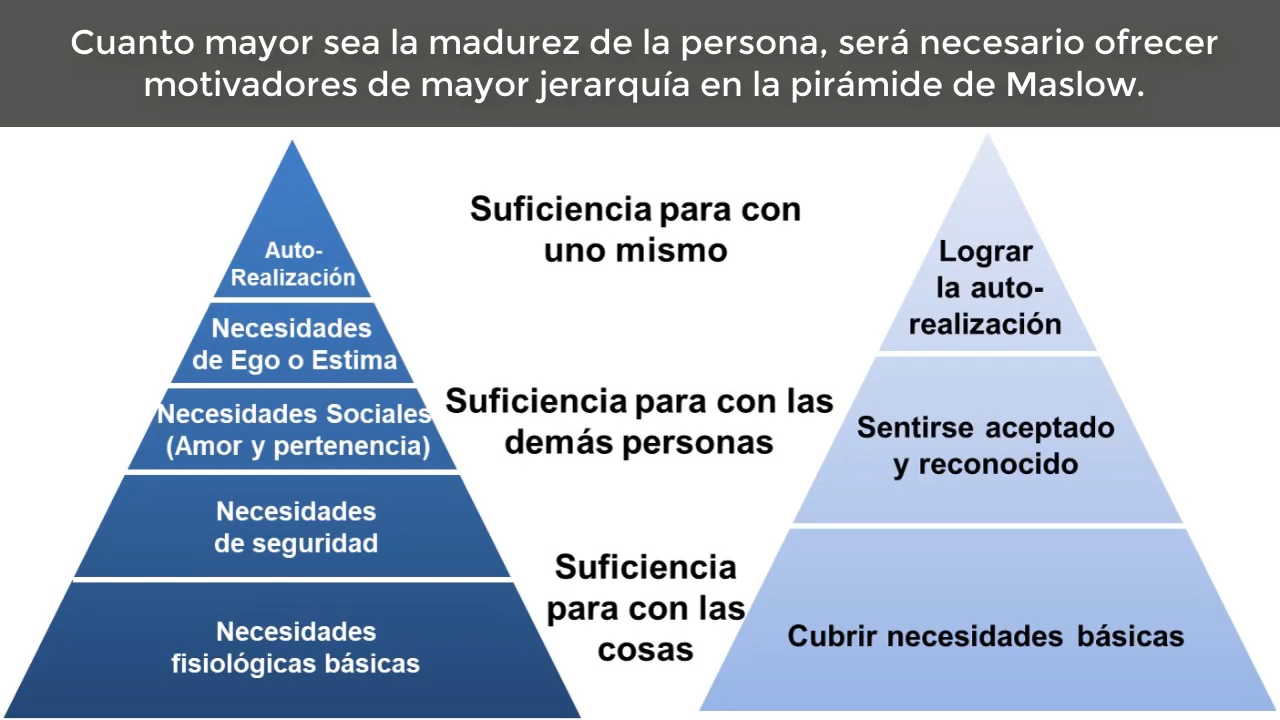 Cuanto mayor sea la madurez de la persona, será necesario ofrecer
motivadores de mayor jerarquía en la pirámide de Maslow.
Auto-
Realización
Necesidades
de Ego o Estima
Necesidades Sociales
(Amor y pertenencia)
Necesidades
de seguridad
Necesidades
fisiológicas básicas
Suficiencia para con
uno mismo
Suficiencia para con las
demás personas
Suficiencia
para con las
cosas
Lograr
la auto-
realización
Sentirse aceptado
y reconocido
Cubrir necesidades básicas